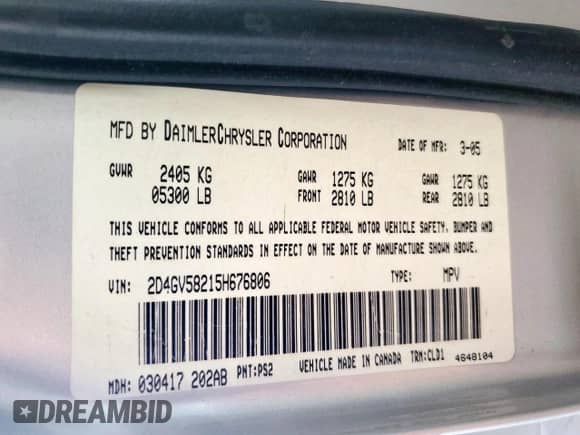 MFD BY DAIMLERCHRYSLER CORPORATION DATE OF MFR: 3-05
GVWR 2405 KG GAWR 1275 KG GAWR 1275 KG
05300 LB FRONT 2810 LB REAR 2810 LB
THIS VEHICLE CONFORMS TO ALL APPLICABLE FEDERAL MOTOR VEHICLE SAFETY, BUMPER AND
THEFT PREVENTION STANDARDS IN EFFECT ON THE DATE OF MANUFACTURE SHOWN ABOVE.
VIN: 2D4GV58215H676806 TYPE: MPV
MDH: 030417 202AB PNT:PS2 VEHICLE MADE IN CANADA TRN:CLD1 4648104
DREAMBID